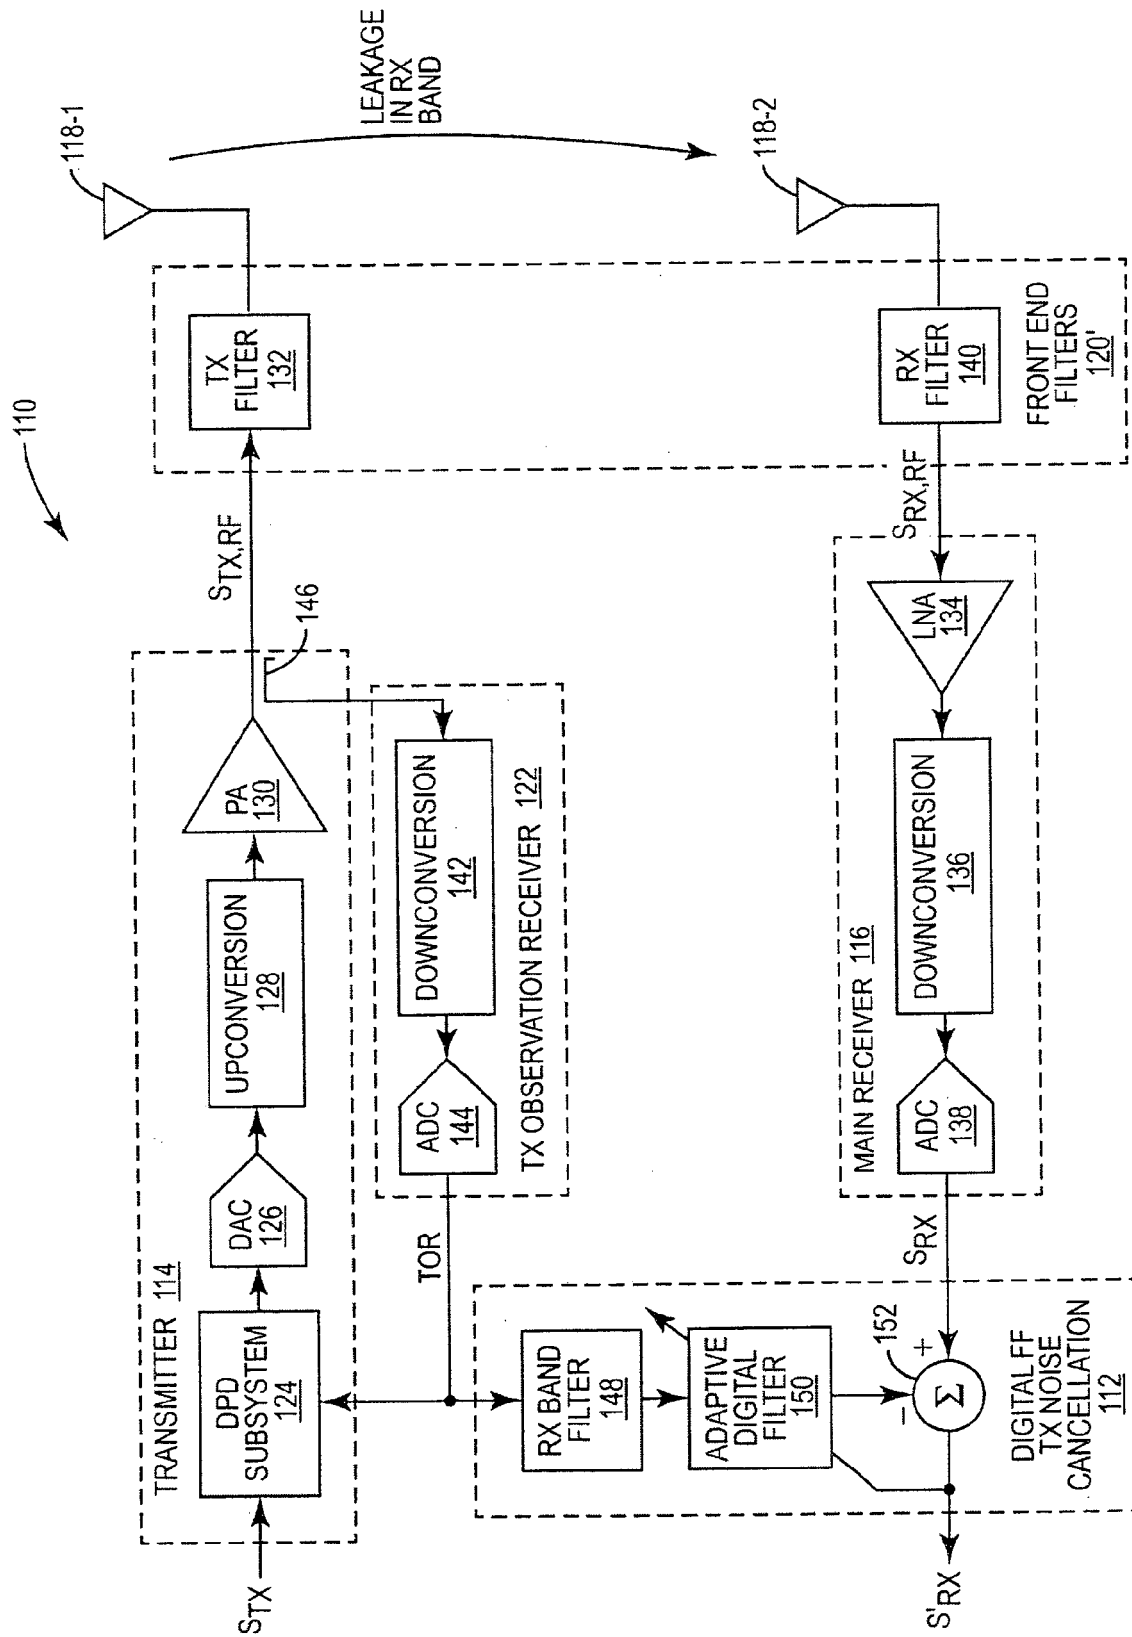 110
TRANSMITTER 114
STX
DPD
SUBSYSTEM
124
DAC
126
UPCONVERSION
128
PA
130
STX,RF
146
TX
FILTER
132
118-1
LEAKAGE
IN RX
BAND
118-2
TOR
ADC
144
DOWNCONVERSION
142
TX OBSERVATION RECEIVER 122
RX BAND
FILTER
148
ADAPTIVE
DIGITAL
FILTER
150
152
+
−
Σ
DIGITAL FF
TX NOISE
CANCELLATION
112
S'RX
SRX
MAIN RECEIVER 116
ADC
138
DOWNCONVERSION
136
LNA
134
SRX,RF
RX
FILTER
140
FRONT END
FILTERS
120'